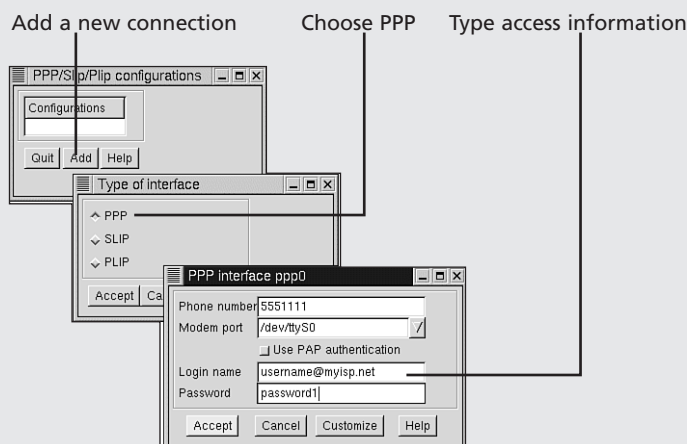 Add a new connection
Choose PPP
Type access information
PPP/Slip/Plip configurations
Configurations
Quit
Add
Help
Type of interface
PPP
SLIP
PLIP
Accept
PPP interface ppp0
Phone number
5551111
Modem port
/dev/ttyS0
Use PAP authentication
Login name
username@myisp.net
Password
password1
Accept
Cancel
Customize
Help